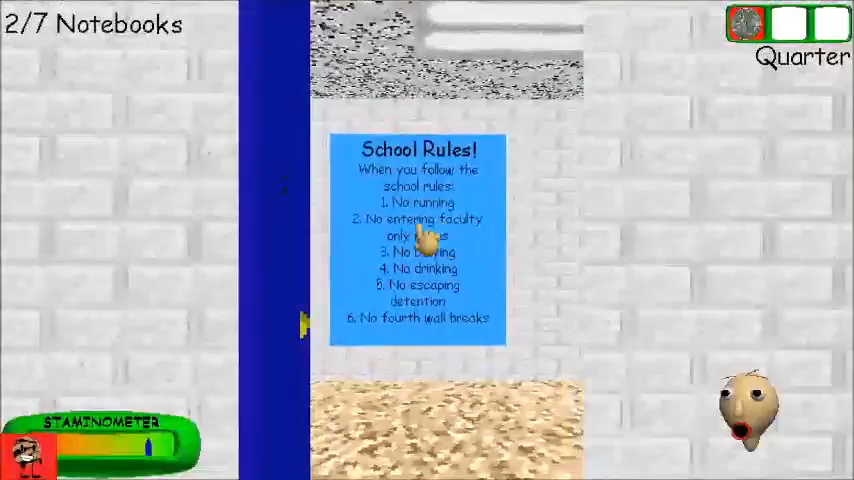 2/7 Notebooks
Quarter
School Rules!
When you follow the
school rules:
1. No running
2. No entering faculty
only
3. No
4. No drinking
5. No escaping
detention
6. No fourth wall breaks
STAMINOMETER